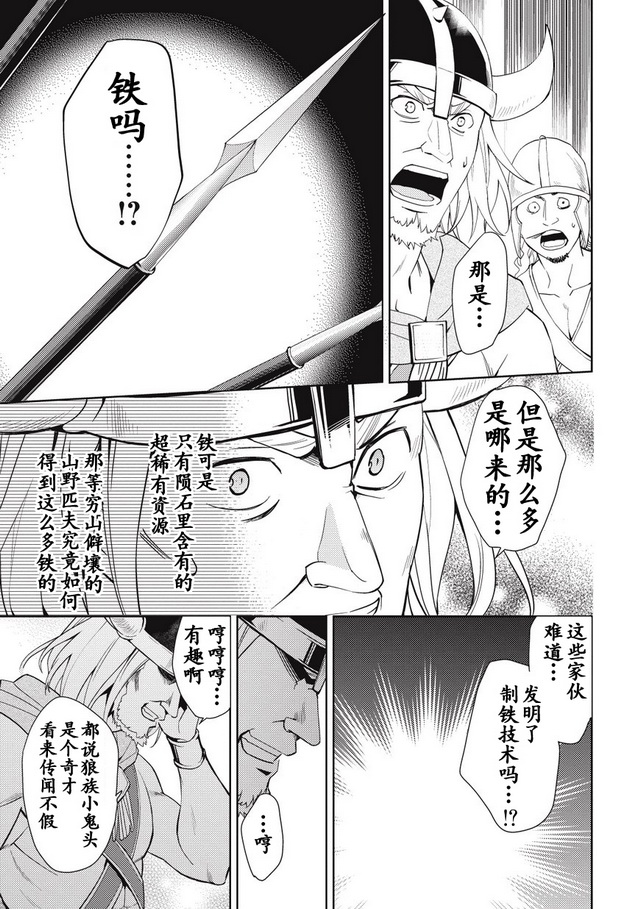 那是…
铁吗
……
!?
但是那么多
是哪来的…
铁可是
只有陨石里含有的
超稀有资源
那等穷山僻壤的
山野匹夫究竟如何
得到这么多铁的
这些家伙
难道…
发明了
制铁技术吗…
!?
…哼
哼哼哼…
有趣啊
都说狼族小鬼头
是个奇才
看来传闻不假